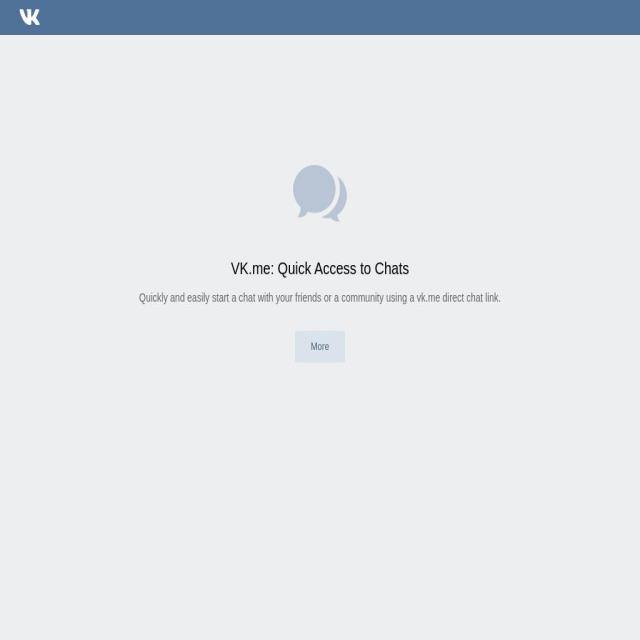 VK
VK.me: Quick Access to Chats
Quickly and easily start a chat with your friends or a community using a vk.me direct chat link.
More